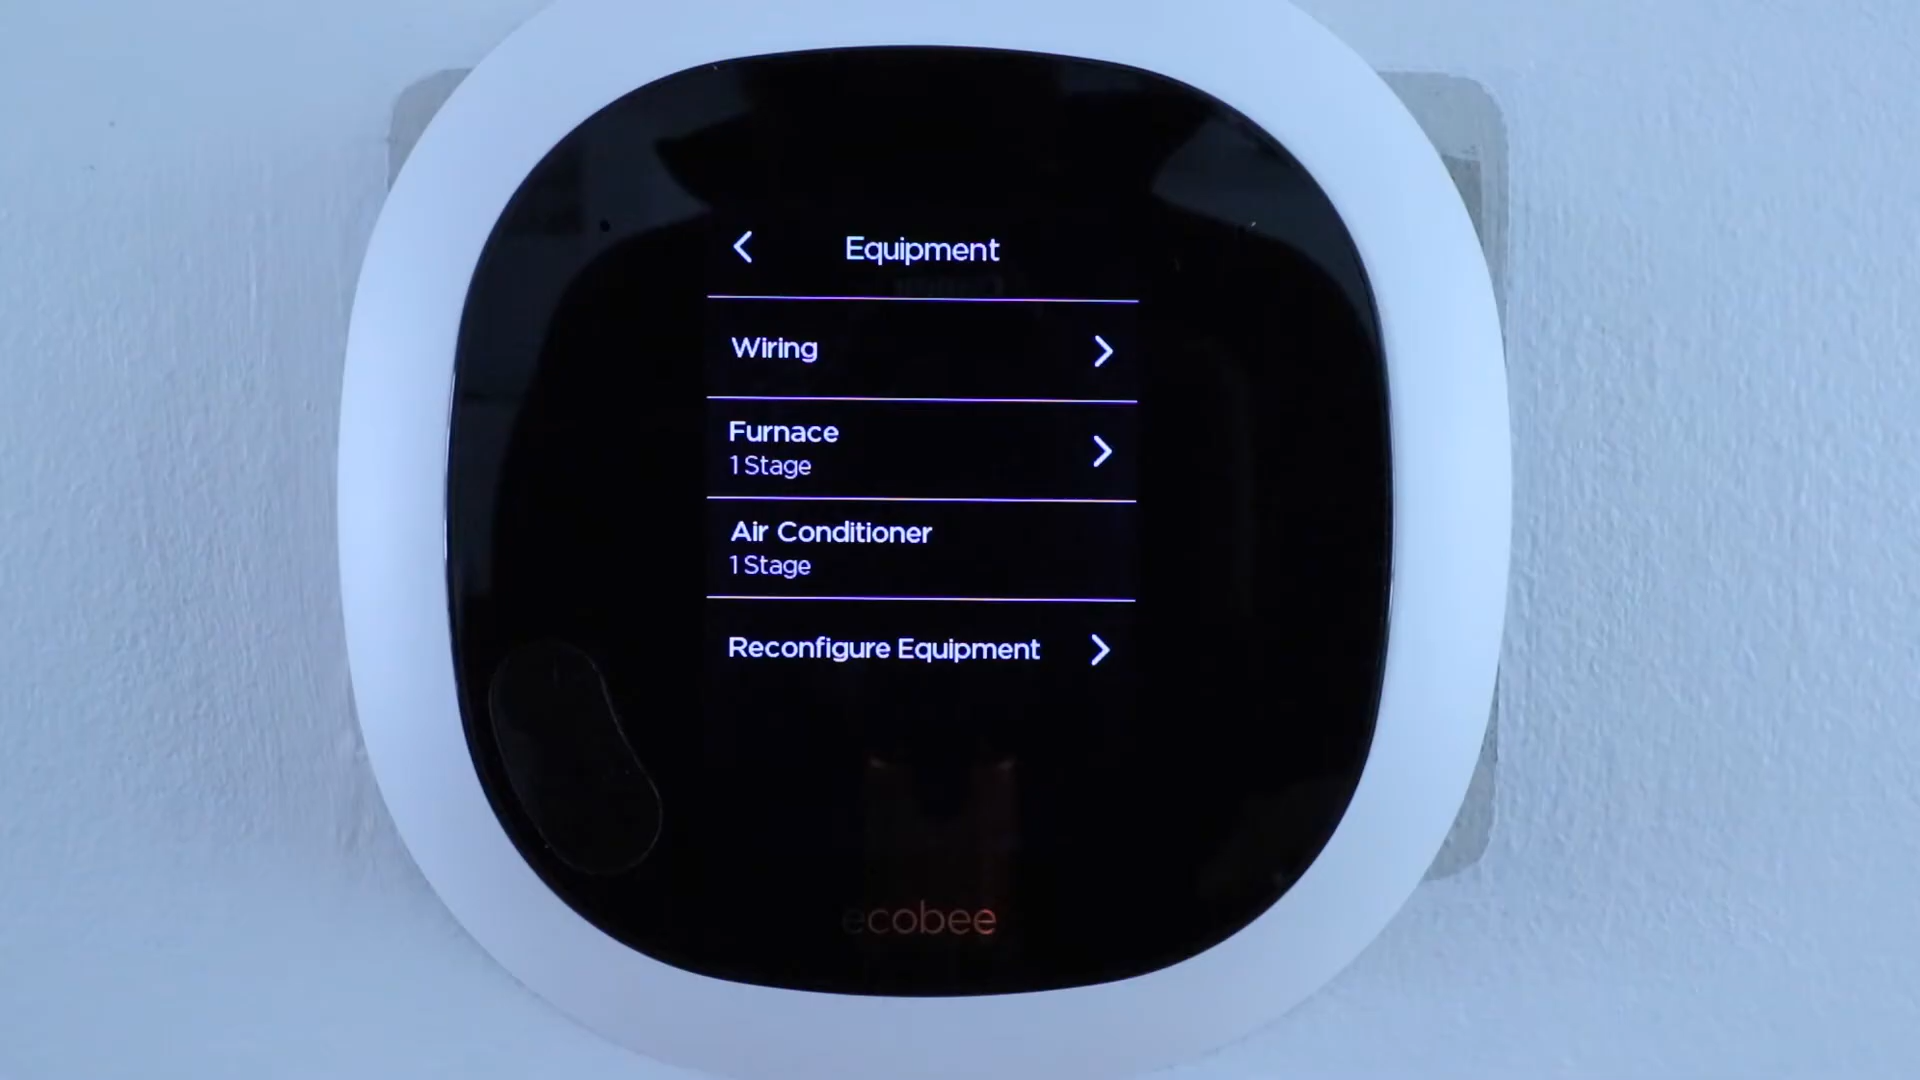 Equipment
Wiring
Furnace
1 Stage
Air Conditioner
1 Stage
Reconfigure Equipment
ecobee